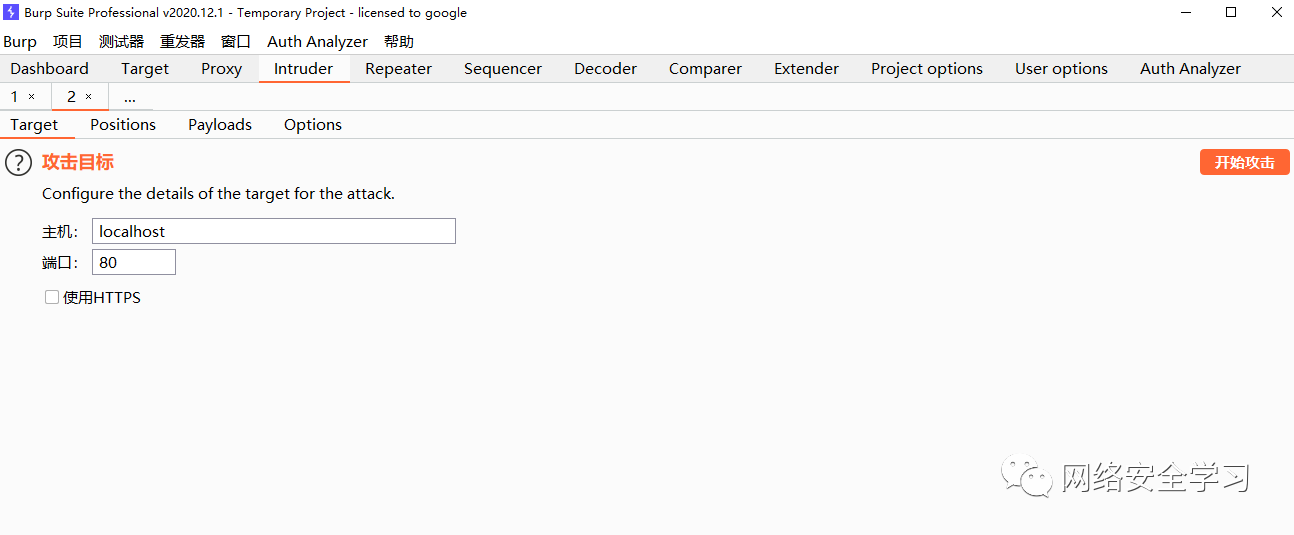 Burp Suite Professional v2020.12.1 - Temporary Project - licensed to google
Burp 项目 测试器 重发器 窗口 Auth Analyzer 帮助
Dashboard Target Proxy Intruder Repeater Sequencer Decoder Comparer Extender Project options User options Auth Analyzer
1 × 2 × ...
Target Positions Payloads Options
? 攻击目标 开始攻击
Configure the details of the target for the attack.
主机： localhost
端口： 80
使用HTTPS
网络安全学习